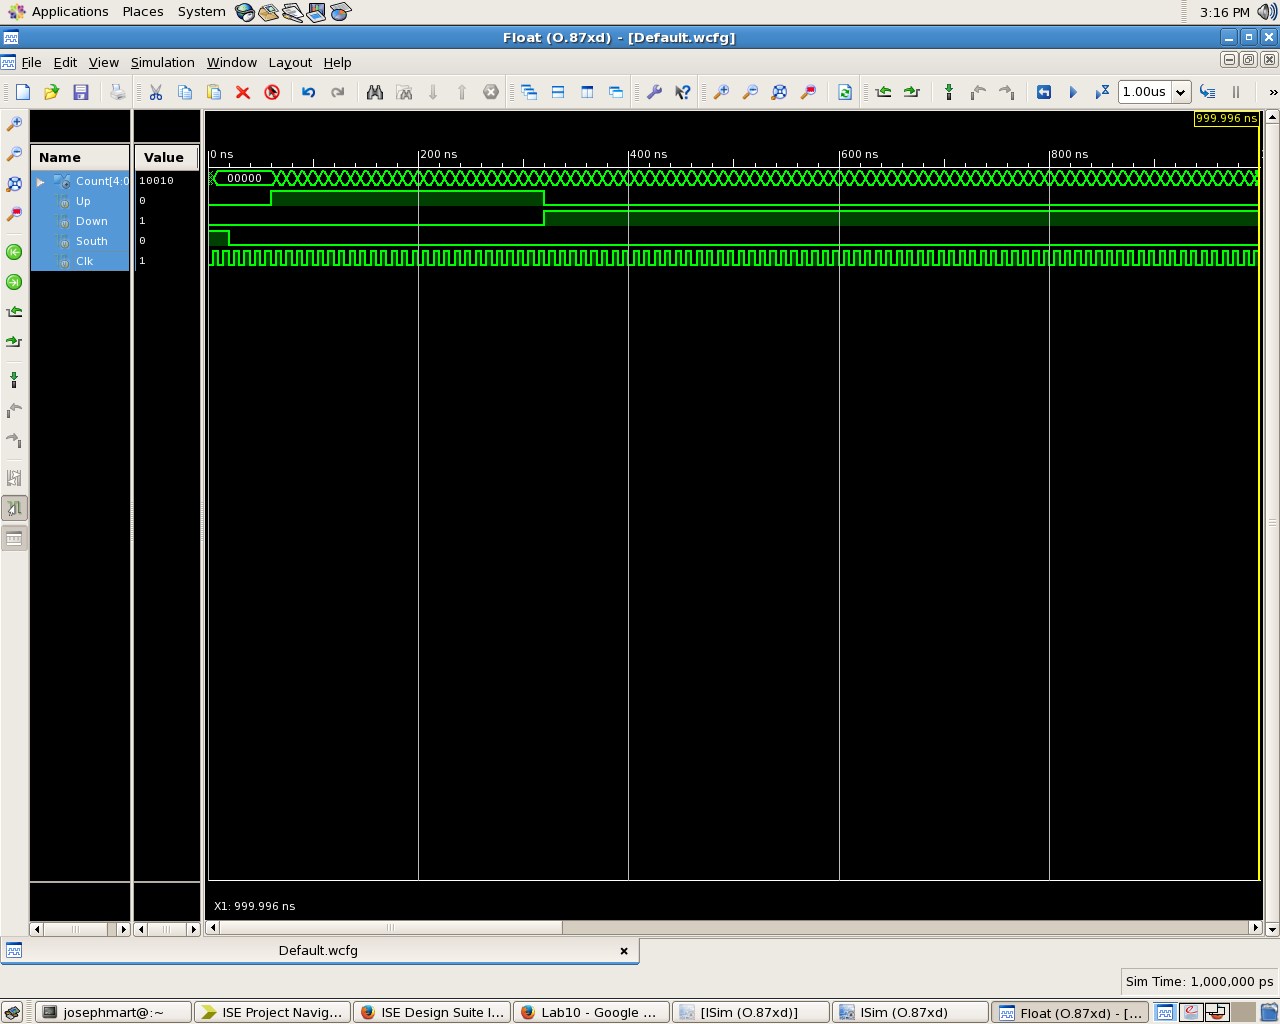 Applications Places System 3:16 PM
Float (O.87xd) - [Default.wcfg]
File Edit View Simulation Window Layout Help
1.00us »
999.996 ns
Name Value
0 ns 200 ns 400 ns 600 ns 800 ns
Count[4:0 10010 00000
Up 0
Down 1
South 0
Clk 1
X1: 999.996 ns
Default.wcfg
Sim Time: 1,000,000 ps
josephmart@:~ ISE Project Navig... ISE Design Suite I... Lab10 - Google ... [ISim (O.87xd)] ISim (O.87xd) Float (O.87xd) - [...